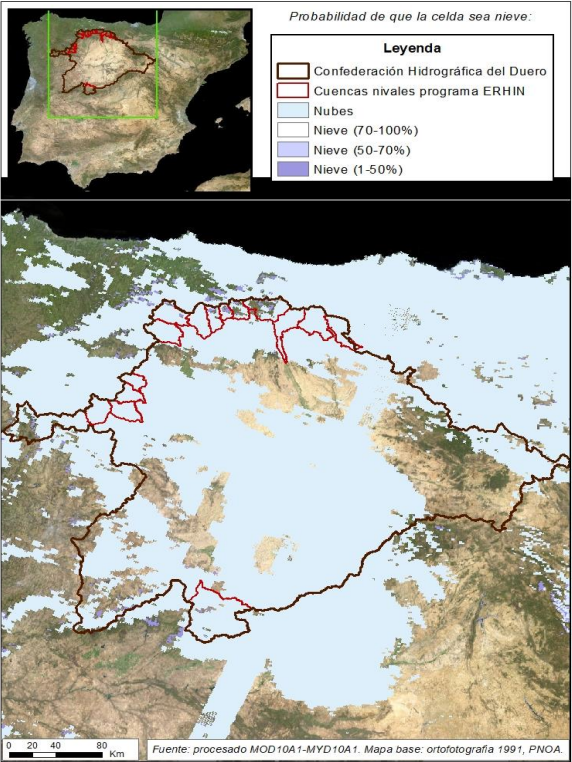 Probabilidad de que la celda sea nieve:
Leyenda
Confederación Hidrográfica del Duero
Cuencas nivales programa ERHIN
Nubes
Nieve (70-100%)
Nieve (50-70%)
Nieve (1-50%)
0 20 40 80
Km
Fuente: procesado MOD10A1-MYD10A1. Mapa base: ortofotografia 1991, PNOA.